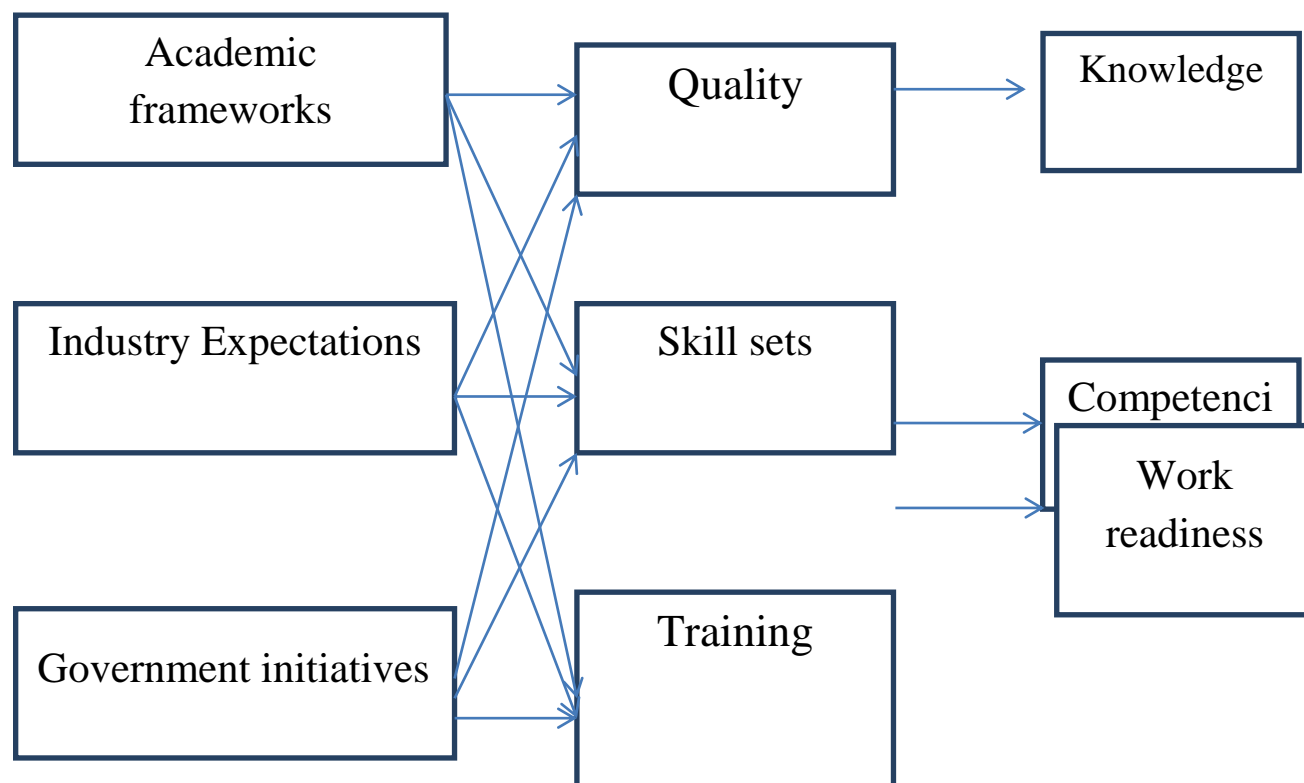 Academic
frameworks
Quality
Knowledge
Industry Expectations
Skill sets
Competenci
Work
readiness
Government initiatives
Training